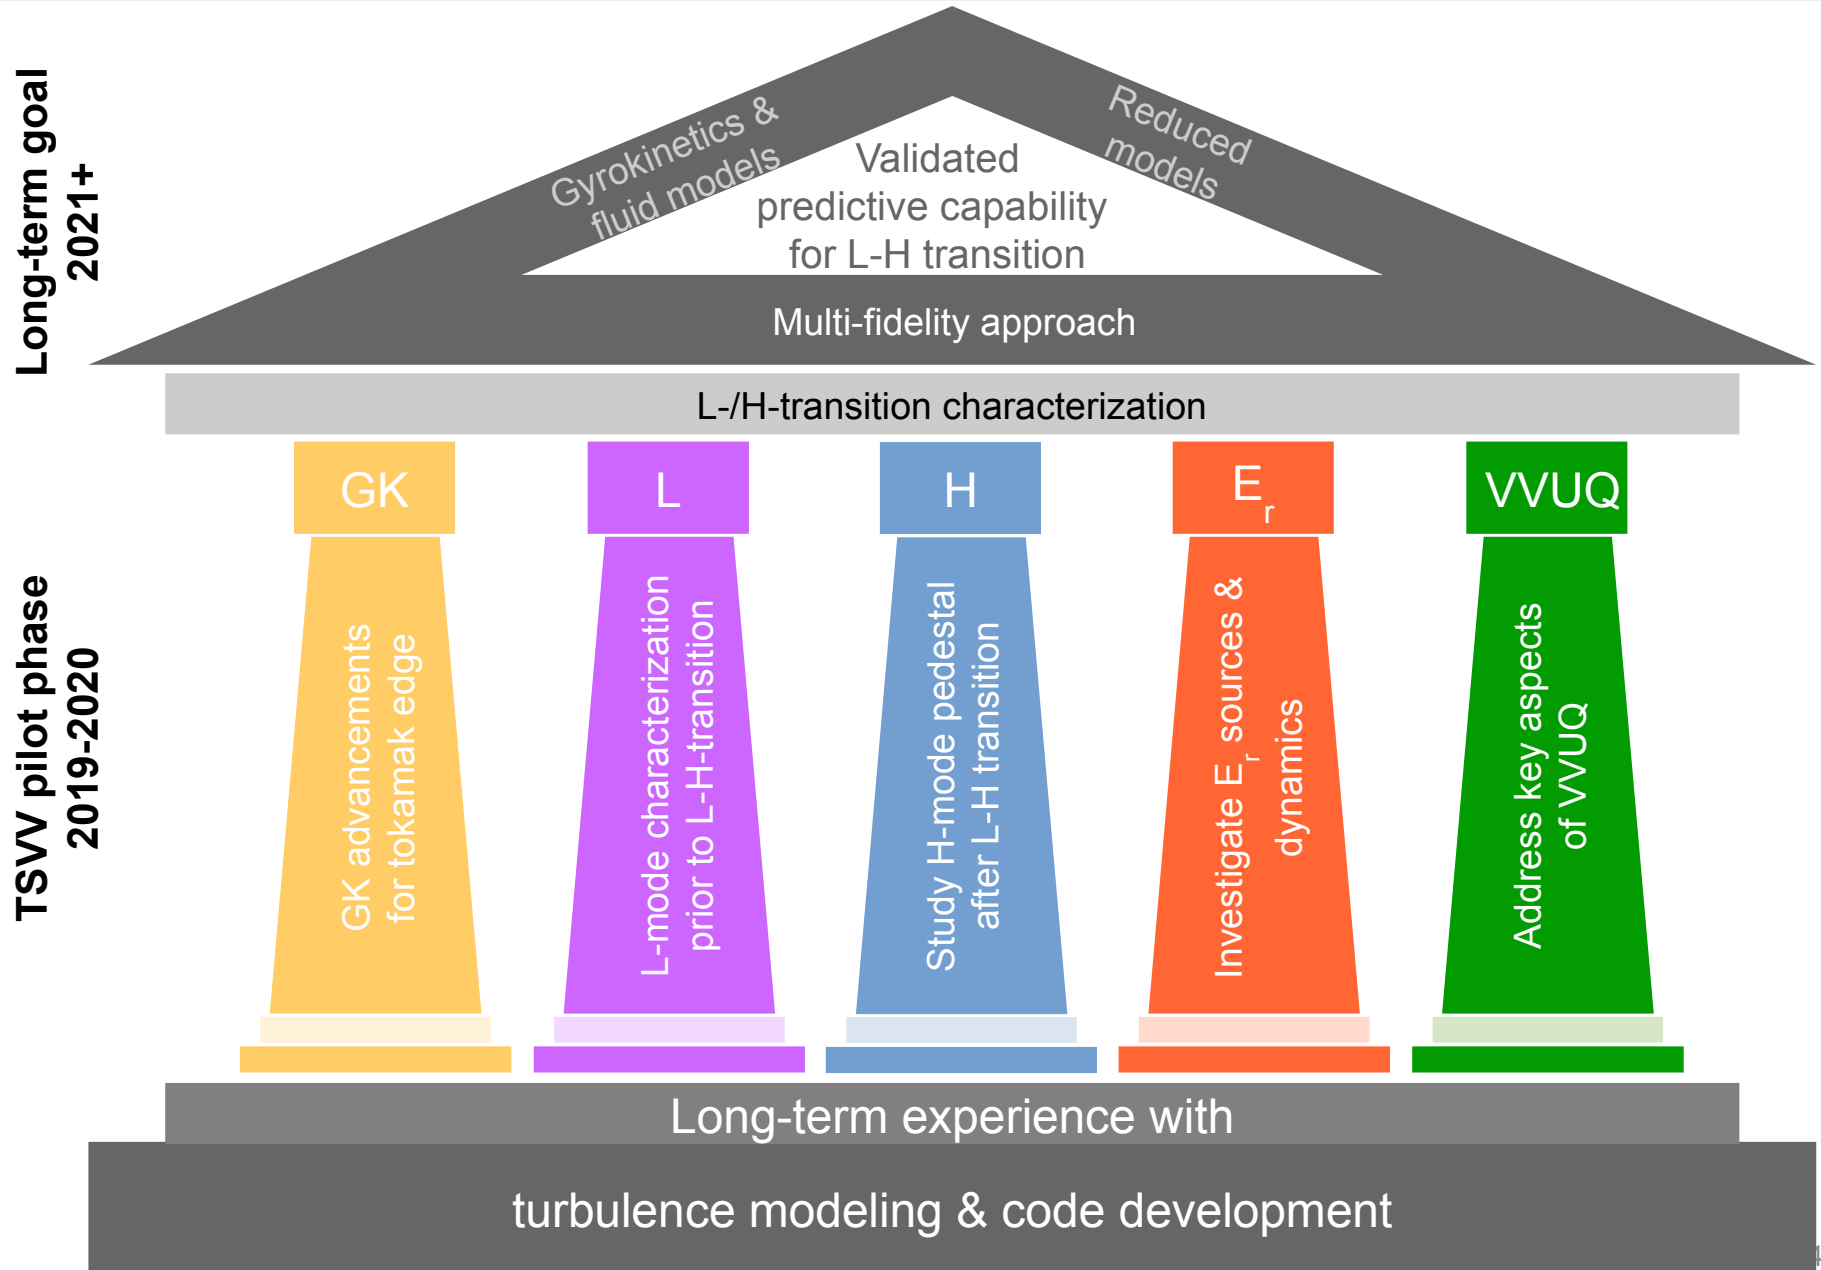 Long-term goal
2021+
Gyrokinetics &
fluid models
Reduced
models
Validated
predictive capability
for L-H transition
Multi-fidelity approach
L-/H-transition characterization
TSVV pilot phase
2019-2020
GK
GK advancements
for tokamak edge
L
L-mode characterization
prior to L-H-transition
H
Study H-mode pedestal
after L-H transition
Er
Investigate Er sources &
dynamics
VVUQ
Address key aspects
of VVUQ
Long-term experience with
turbulence modeling & code development